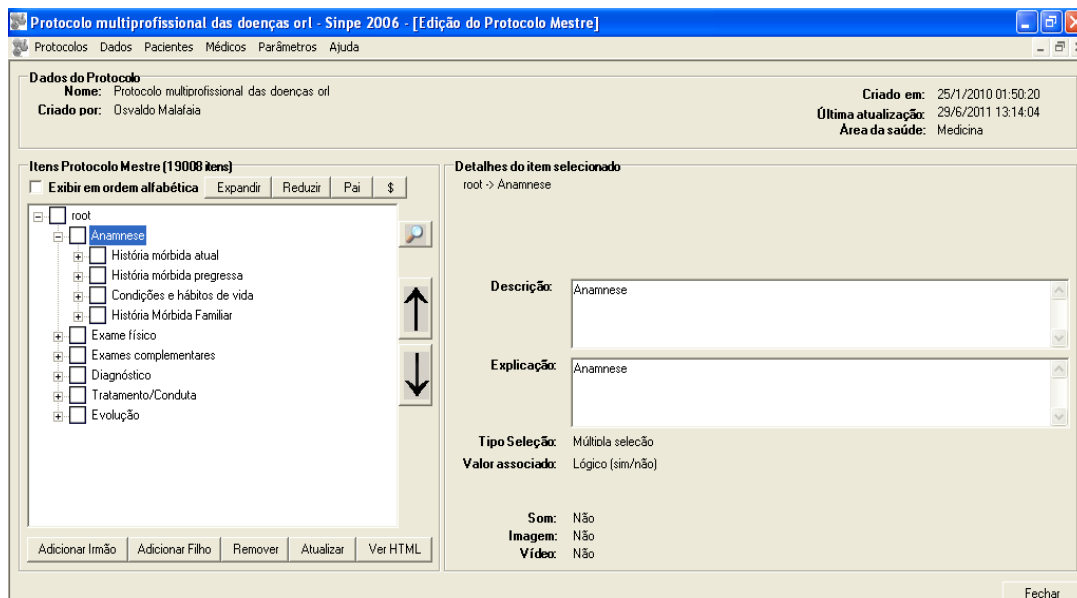 Protocolo multiprofissional das doenças orl - Sinpe 2006 - [Edição do Protocolo Mestre]
Protocolos Dados Pacientes Médicos Parâmetros Ajuda
Dados do Protocolo
Nome: Protocolo multiprofissional das doenças orl
Criado por: Osvaldo Malafaia
Criado em: 25/1/2010 01:50:20
Última atualização: 29/6/2011 13:14:04
Área da saúde: Medicina
Itens Protocolo Mestre (19008 itens)
Exibir em ordem alfabética Expandir Reduzir Pai $
root
Anamnese
História mórbida atual
História mórbida pregressa
Condições e hábitos de vida
História Mórbida Familiar
Exame físico
Exames complementares
Diagnóstico
Tratamento/Conduta
Evolução
Adicionar Irmão Adicionar Filho Remover Atualizar Ver HTML
Detalhes do item selecionado
root -> Anamnese
Descrição: Anamnese
Explicação: Anamnese
Tipo Seleção: Múltipla seleção
Valor associado: Lógico (sim/não)
Som: Não
Imagem: Não
Vídeo: Não
Fechar